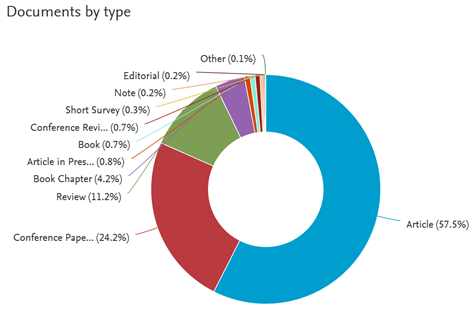 Documents by type
Other (0.1%)
Editorial (0.2%)
Note (0.2%)
Short Survey (0.3%)
Conference Revi... (0.7%)
Book (0.7%)
Article in Pres... (0.8%)
Book Chapter (4.2%)
Review (11.2%)
Conference Pape... (24.2%)
Article (57.5%)